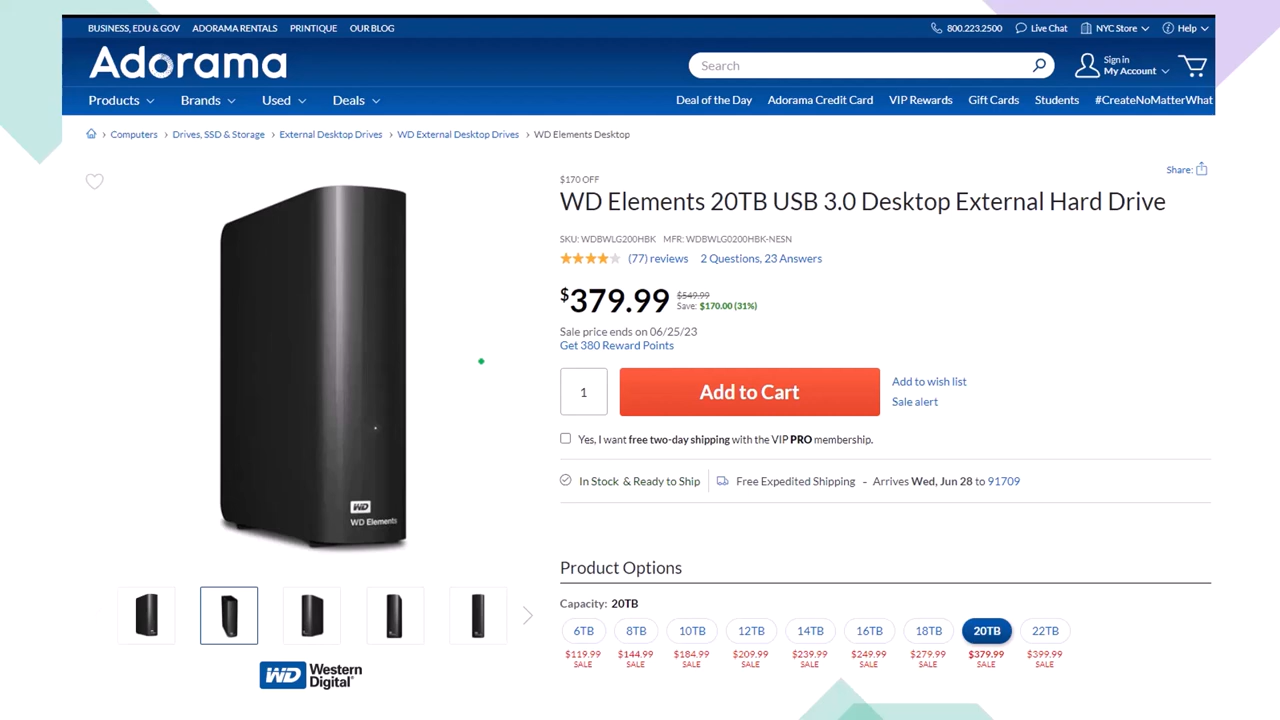 BUSINESS, EDU & GOV ADORAMA RENTALS PRINTIQUE OUR BLOG 800.223.2500 Live Chat NYC Store Help
Adorama Search Sign in
My Account
Products Brands Used Deals Deal of the Day Adorama Credit Card VIP Rewards Gift Cards Students #CreateNoMatterWhat
Computers > Drives, SSD & Storage > External Desktop Drives > WD External Desktop Drives > WD Elements Desktop
Share:
$170 OFF
WD Elements 20TB USB 3.0 Desktop External Hard Drive
SKU: WDBWLG200HBK MFR: WDBWLG0200HBK-NESN
(77) reviews 2 Questions, 23 Answers
$379.99 $549.99
Save: $170.00 (31%)
Sale price ends on 06/25/23
Get 380 Reward Points
1 Add to Cart Add to wish list
Sale alert
Yes, I want free two-day shipping with the VIP PRO membership.
In Stock & Ready to Ship Free Expedited Shipping - Arrives Wed, Jun 28 to 91709
WD
WD Elements
Product Options
Capacity: 20TB
6TB 8TB 10TB 12TB 14TB 16TB 18TB 20TB 22TB
$119.99 $144.99 $184.99 $209.99 $239.99 $249.99 $279.99 $379.99 $399.99
SALE SALE SALE SALE SALE SALE SALE SALE SALE
WD Western
Digital®